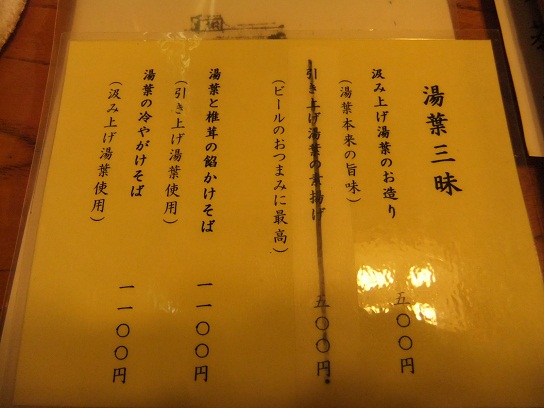 湯葉三昧
汲み上げ湯葉のお造り 五〇〇円
（湯葉本来の旨味）
引き上げ湯葉の素揚げ 五〇〇円
（ビールのおつまみに最高）
湯葉と椎茸の餡かけそば 一一〇〇円
（引き上げ湯葉使用）
湯葉の冷やがけそば 一一〇〇円
（汲み上げ湯葉使用）